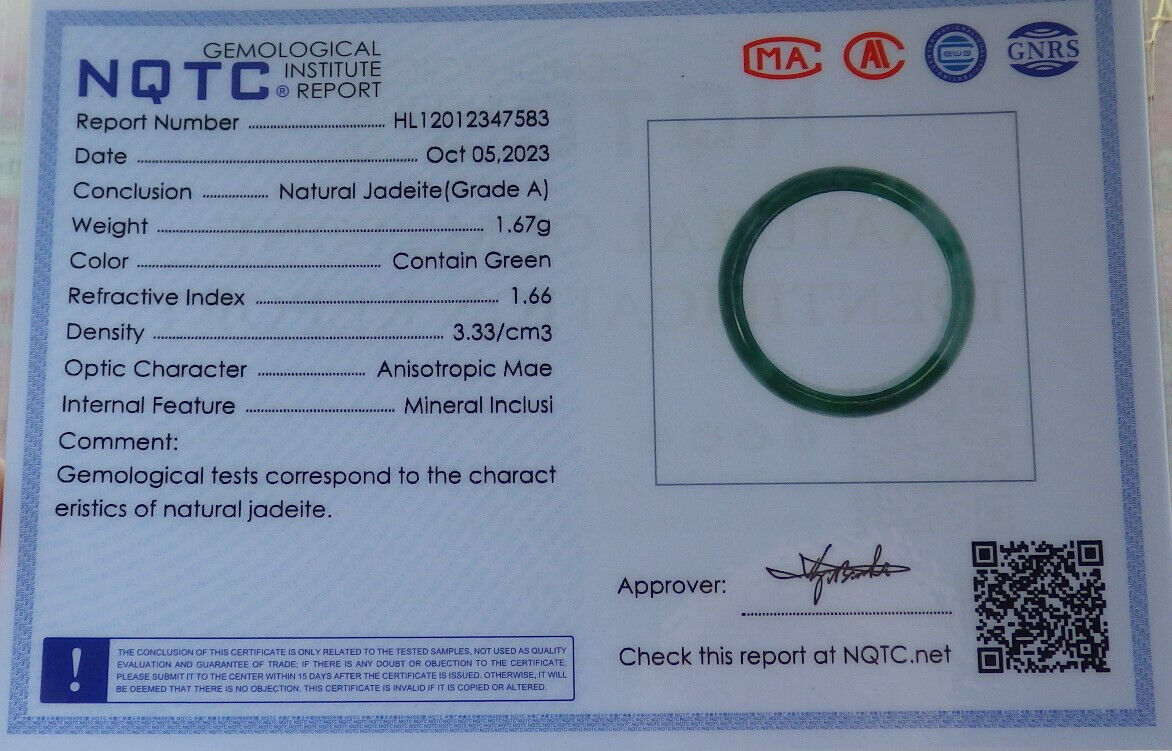 NQTC® GEMOLOGICAL INSTITUTE REPORT
MA
AL
GWS
GNRS
Report Number HL12012347583
Date Oct 05,2023
Conclusion Natural Jadeite(Grade A)
Weight 1.67g
Color Contain Green
Refractive Index 1.66
Density 3.33/cm3
Optic Character Anisotropic Mae
Internal Feature Mineral Inclusi
Comment:
Gemological tests correspond to the charact
eristics of natural jadeite.
Approver:
Check this report at NQTC.net
! THE CONCLUSION OF THIS CERTIFICATE IS ONLY RELATED TO THE TESTED SAMPLES, NOT USED AS QUALITY
EVALUATION AND GUARANTEE OF TRADE; IF THERE IS ANY DOUBT OR OBJECTION TO THE CERTIFICATE,
PLEASE SUBMIT IT TO THE CENTER WITHIN 15 DAYS AFTER THE CERTIFICATE IS ISSUED. OTHERWISE, IT WILL
BE DEEMED THAT THERE IS NO OBJECTION. THIS CERTIFICATE IS INVALID IF IT IS COPIED OR ALTERED.